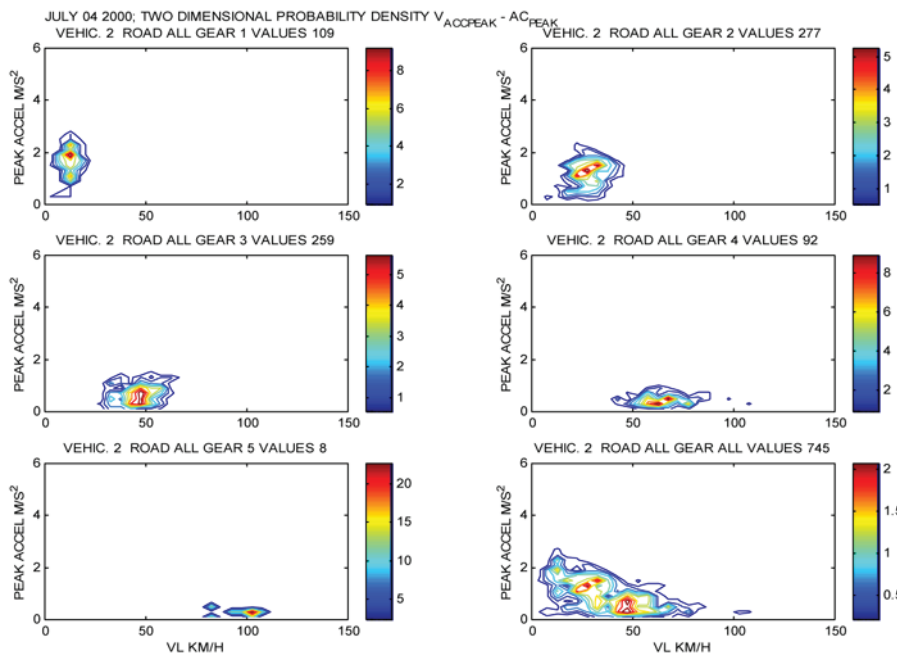 JULY 04 2000; TWO DIMENSIONAL PROBABILITY DENSITY V_ACCPEAK - AC_PEAK
VEHIC. 2 ROAD ALL GEAR 1 VALUES 109
PEAK ACCEL M/S²
6
4
2
0
0 50 100 150
8
6
4
2
VEHIC. 2 ROAD ALL GEAR 2 VALUES 277
PEAK ACCEL M/S²
6
4
2
0
0 50 100 150
5
4
3
2
1
VEHIC. 2 ROAD ALL GEAR 3 VALUES 259
PEAK ACCEL M/S²
6
4
2
0
0 50 100 150
5
4
3
2
1
VEHIC. 2 ROAD ALL GEAR 4 VALUES 92
PEAK ACCEL M/S²
6
4
2
0
0 50 100 150
8
6
4
2
VEHIC. 2 ROAD ALL GEAR 5 VALUES 8
PEAK ACCEL M/S²
6
4
2
0
0 50 100 150
VL KM/H
20
15
10
5
VEHIC. 2 ROAD ALL GEAR ALL VALUES 745
PEAK ACCEL M/S²
6
4
2
0
0 50 100 150
VL KM/H
2
1.5
1
0.5